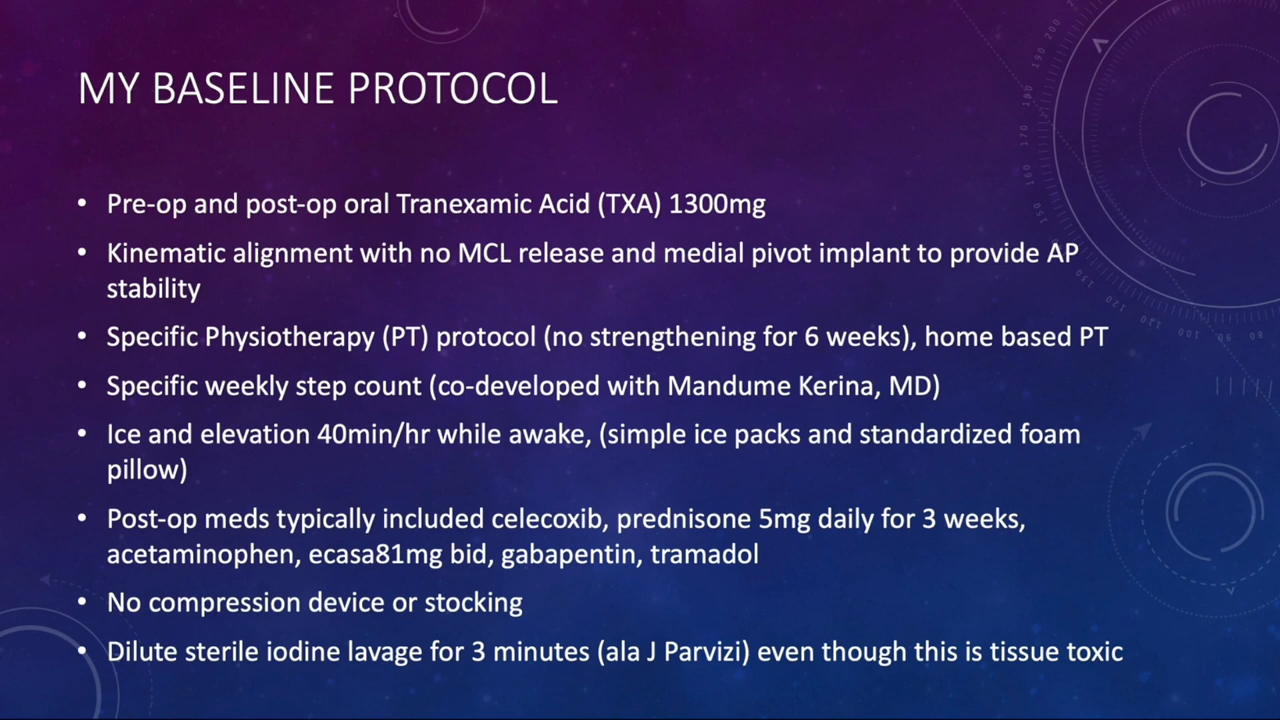 MY BASELINE PROTOCOL
• Pre-op and post-op oral Tranexamic Acid (TXA) 1300mg
• Kinematic alignment with no MCL release and medial pivot implant to provide AP
stability
• Specific Physiotherapy (PT) protocol (no strengthening for 6 weeks), home based PT
• Specific weekly step count (co-developed with Mandume Kerina, MD)
• Ice and elevation 40min/hr while awake, (simple ice packs and standardized foam
pillow)
• Post-op meds typically included celecoxib, prednisone 5mg daily for 3 weeks,
acetaminophen, ecasa81mg bid, gabapentin, tramadol
• No compression device or stocking
• Dilute sterile iodine lavage for 3 minutes (ala J Parvizi) even though this is tissue toxic